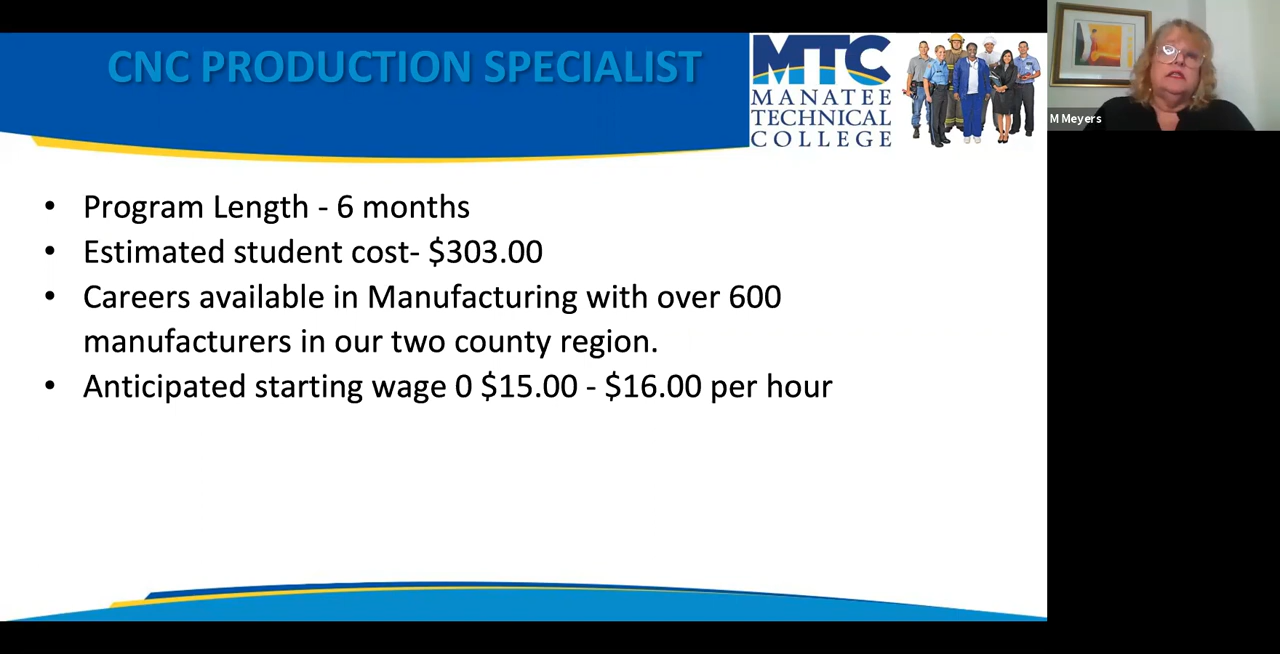 CNC PRODUCTION SPECIALIST
MTC
MANATEE
TECHNICAL
COLLEGE
M Meyers
• Program Length - 6 months
• Estimated student cost- $303.00
• Careers available in Manufacturing with over 600
manufacturers in our two county region.
• Anticipated starting wage 0 $15.00 - $16.00 per hour